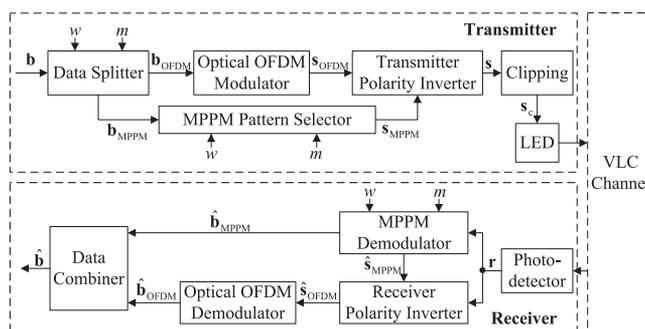 w m Transmitter
b b_OFDM s_OFDM s
Data Splitter
Optical OFDM
Modulator
Transmitter
Polarity Inverter
Clipping
b_MPPM MPPM Pattern Selector s_MPPM
s_c
w m
LED
VLC
Channel
w m
b̂_MPPM
MPPM
Demodulator
b̂
Data
Combiner
ŝ_MPPM
r
Photo-
detector
b̂_OFDM
Optical OFDM
Demodulator
ŝ_OFDM
Receiver
Polarity Inverter
Receiver